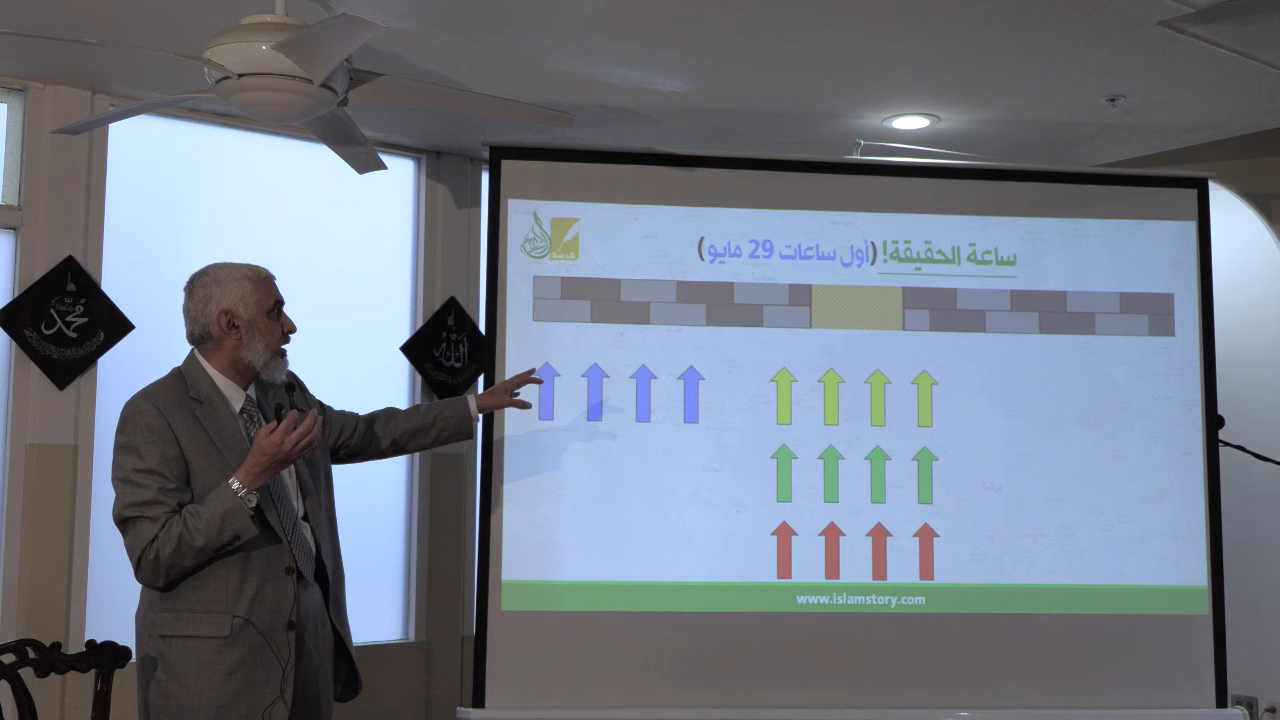 ساعة الحقيقة! (أول ساعات 29 مايو)
محمد
الله
www.islamstory.com